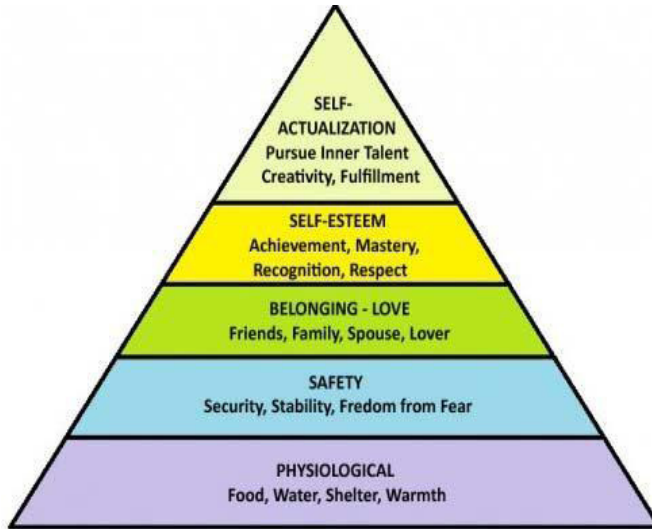 SELF-
ACTUALIZATION
Pursue Inner Talent
Creativity, Fulfillment
SELF-ESTEEM
Achievement, Mastery,
Recognition, Respect
BELONGING - LOVE
Friends, Family, Spouse, Lover
SAFETY
Security, Stability, Fredom from Fear
PHYSIOLOGICAL
Food, Water, Shelter, Warmth